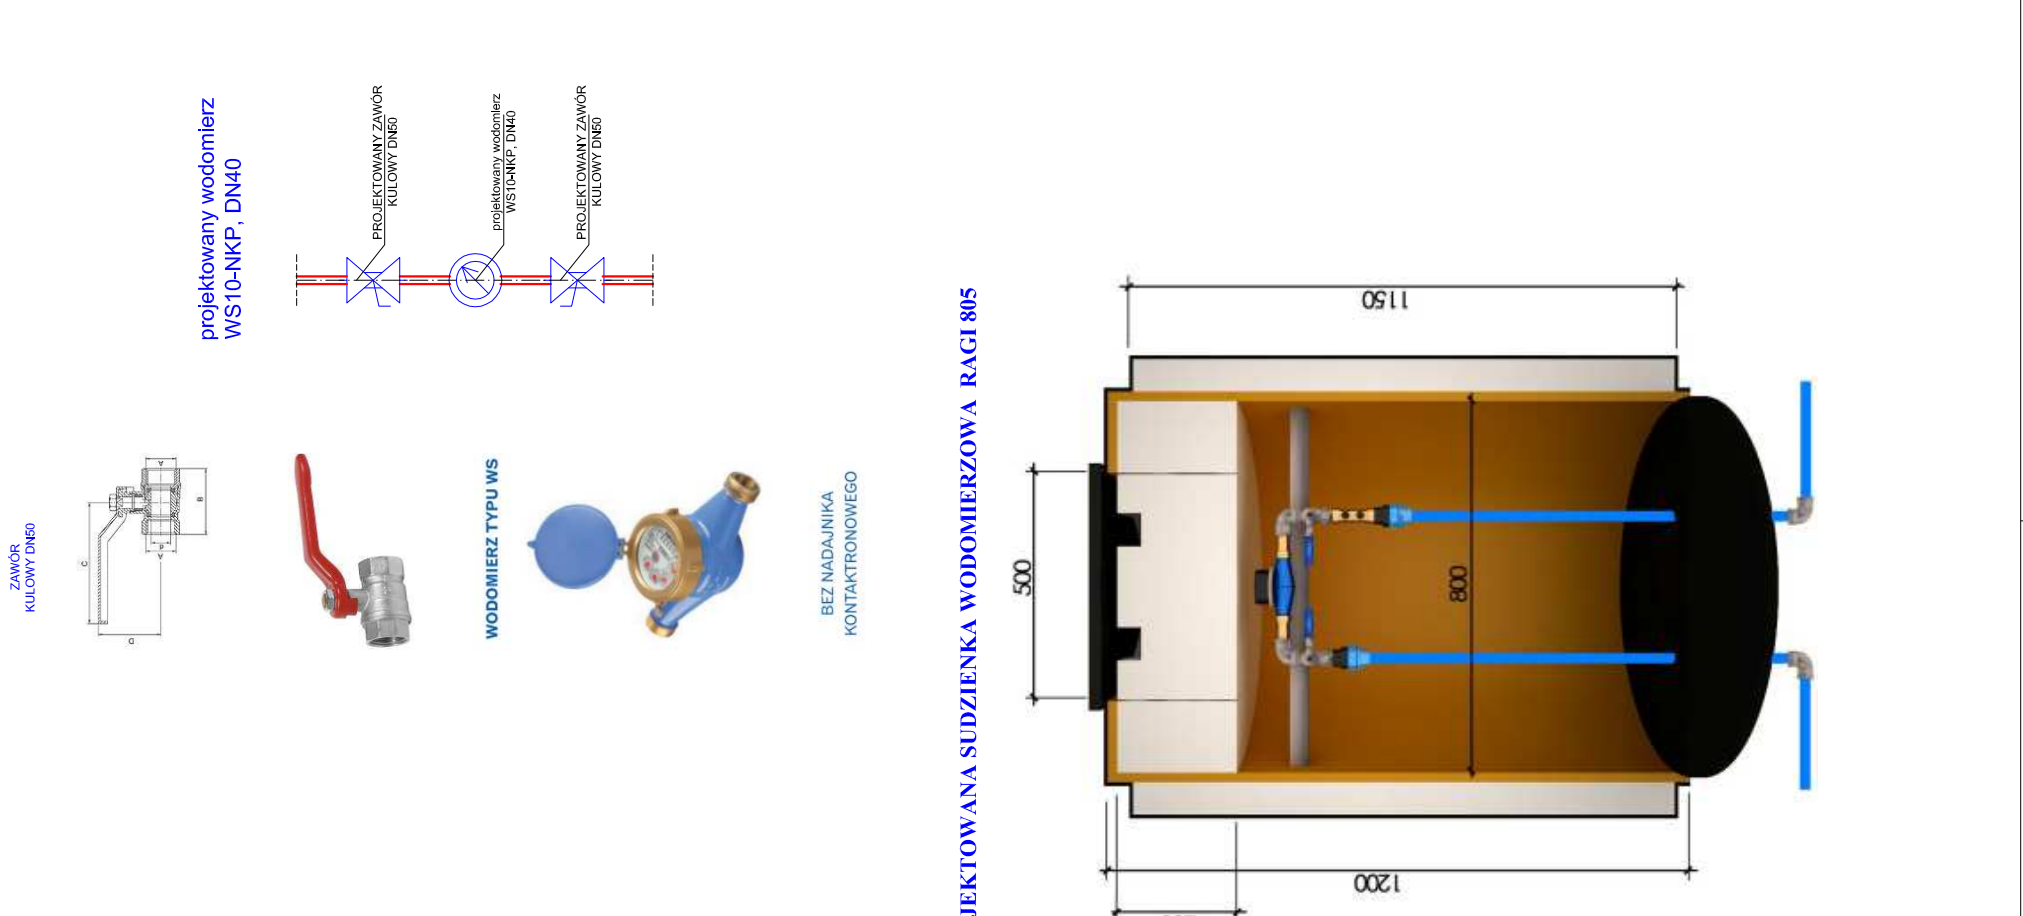 ZAWÓR
KULOWY DN50
C
D
A
B
d
A
projektowany wodomierz
WS10-NKP, DN40
PROJEKTOWANY ZAWÓR
KULOWY DN50
projektowany wodomierz
WS10-NKP, DN40
PROJEKTOWANY ZAWÓR
KULOWY DN50
WODOMIERZ TYPU WS
BEZ NADAJNIKA
KONTAKTRONOWEGO
JEKTOWANA SUDZIENKA WODOMIERZOWA RAGI 805
500
1150
800
1200